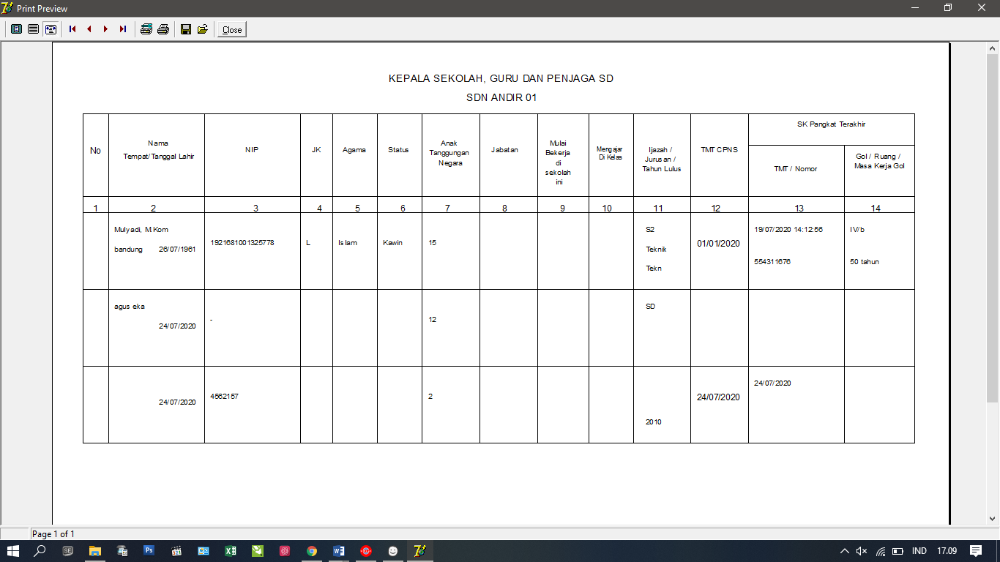 Print Preview
Close
KEPALA SEKOLAH, GURU DAN PENJAGA SD
SDN ANDIR 01
No
Nama
Tempat/Tanggal Lahir
NIP
JK
Agama
Status
Anak
Tanggungan
Negara
Jabatan
Mulai
Bekerja
di
sekolah
ini
Mengajar
Di Kelas
Ijazah /
Jurusan /
Tahun Lulus
TMT CPNS
SK Pangkat Terakhir
TMT / Nomor
Gol / Ruang /
Masa Kerja Gol
1 2 3 4 5 6 7 8 9 10 11 12 13 14
Mulyadi, M.Kom
bandung 26/07/1961
1921681001325778
L
Islam
Kawin
15
S2
Teknik
Tekn
01/01/2020
19/07/2020 14:12:56
554311676
IV/b
50 tahun
agus eka
24/07/2020
-
12
SD
24/07/2020
4562157
2
2010
24/07/2020
24/07/2020
Page 1 of 1
IND
17.09